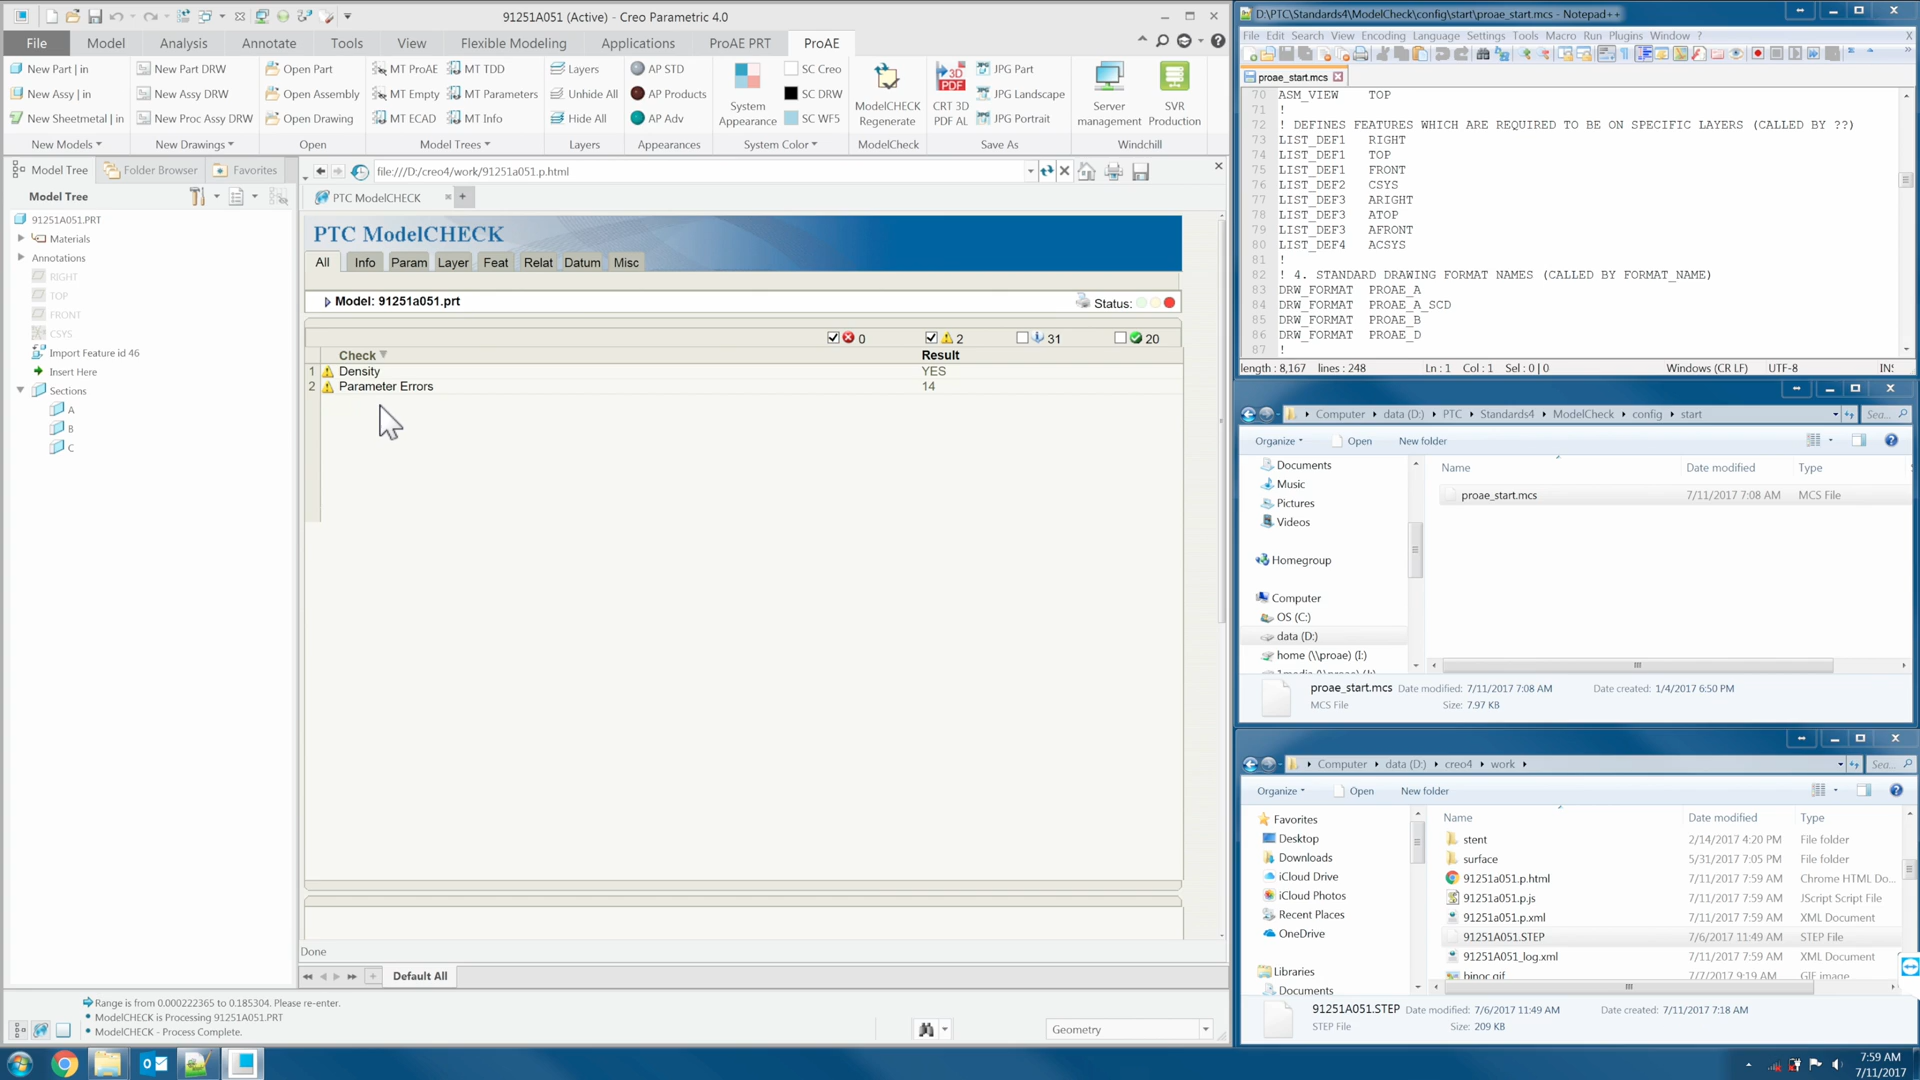 91251A051 (Active) - Creo Parametric 4.0
File Model Analysis Annotate Tools View Flexible Modeling Applications ProAE PRT ProAE
New Part | in New Part DRW Open Part MT ProAE MT TDD Layers AP STD SC Creo JPG Part
New Assy | in New Assy DRW Open Assembly MT Empty MT Parameters Unhide All AP Products SC DRW JPG Landscape
New Sheetmetal | in New Proc Assy DRW Open Drawing MT ECAD MT Info Hide All AP Adv SC WF5 JPG Portrait
System Appearance
ModelCHECK Regenerate
CRT 3D PDF AL
Server management
SVR Production
New Models New Drawings Open Model Trees Layers Appearances System Color ModelCheck Save As Windchill
Model Tree Folder Browser Favorites
Model Tree
91251A051.PRT
Materials
Annotations
RIGHT
TOP
FRONT
CSYS
Import Feature id 46
Insert Here
Sections
A
B
C
file:///D:/creo4/work/91251a051.p.html
PTC ModelCHECK
PTC ModelCHECK
All Info Param Layer Feat Relat Datum Misc
Model: 91251a051.prt Status:
0 2 31 20
Check Result
1 Density YES
2 Parameter Errors 14
Done
Default All
Range is from 0.000222365 to 0.185304. Please re-enter.
• ModelCHECK is Processing 91251A051.PRT
• ModelCHECK - Process Complete.
Geometry
D:\PTC\Standards4\ModelCheck\config\start\proae_start.mcs - Notepad++
File Edit Search View Encoding Language Settings Tools Macro Run Plugins Window ? X
proae_start.mcs
70 ASM_VIEW TOP
71 !
72 ! DEFINES FEATURES WHICH ARE REQUIRED TO BE ON SPECIFIC LAYERS (CALLED BY ??)
73 LIST_DEF1 RIGHT
74 LIST_DEF1 TOP
75 LIST_DEF1 FRONT
76 LIST_DEF2 CSYS
77 LIST_DEF3 ARIGHT
78 LIST_DEF3 ATOP
79 LIST_DEF3 AFRONT
80 LIST_DEF4 ACSYS
81 !
82 ! 4. STANDARD DRAWING FORMAT NAMES (CALLED BY FORMAT_NAME)
83 DRW_FORMAT PROAE_A
84 DRW_FORMAT PROAE_A_SCD
85 DRW_FORMAT PROAE_B
86 DRW_FORMAT PROAE_D
87 !
length : 8,167 lines : 248 Ln : 1 Col : 1 Sel : 0 | 0 Windows (CR LF) UTF-8 INS
Computer data (D:) PTC Standards4 ModelCheck config start Sea...
Organize Open New folder
Documents
Music
Pictures
Videos
Homegroup
Computer
OS (C:)
data (D:)
home (\\proae) (I:)
Name Date modified Type
proae_start.mcs 7/11/2017 7:08 AM MCS File
proae_start.mcs Date modified: 7/11/2017 7:08 AM Date created: 1/4/2017 6:50 PM
MCS File Size: 7.97 KB
Computer data (D:) creo4 work Sea...
Organize Open New folder
Favorites
Desktop
Downloads
iCloud Drive
iCloud Photos
Recent Places
OneDrive
Libraries
Documents
Name Date modified Type
stent 2/14/2017 4:20 PM File folder
surface 5/31/2017 7:05 PM File folder
91251a051.p.html 7/11/2017 7:59 AM Chrome HTML Do...
91251a051.p.js 7/11/2017 7:59 AM JScript Script File
91251a051.p.xml 7/11/2017 7:59 AM XML Document
91251A051.STEP 7/6/2017 11:49 AM STEP File
91251A051_log.xml 7/11/2017 7:59 AM XML Document
binoc.gif 7/7/2017 9:19 AM GIF image
91251A051.STEP Date modified: 7/6/2017 11:49 AM Date created: 7/11/2017 7:18 AM
STEP File Size: 209 KB
7:59 AM
7/11/2017